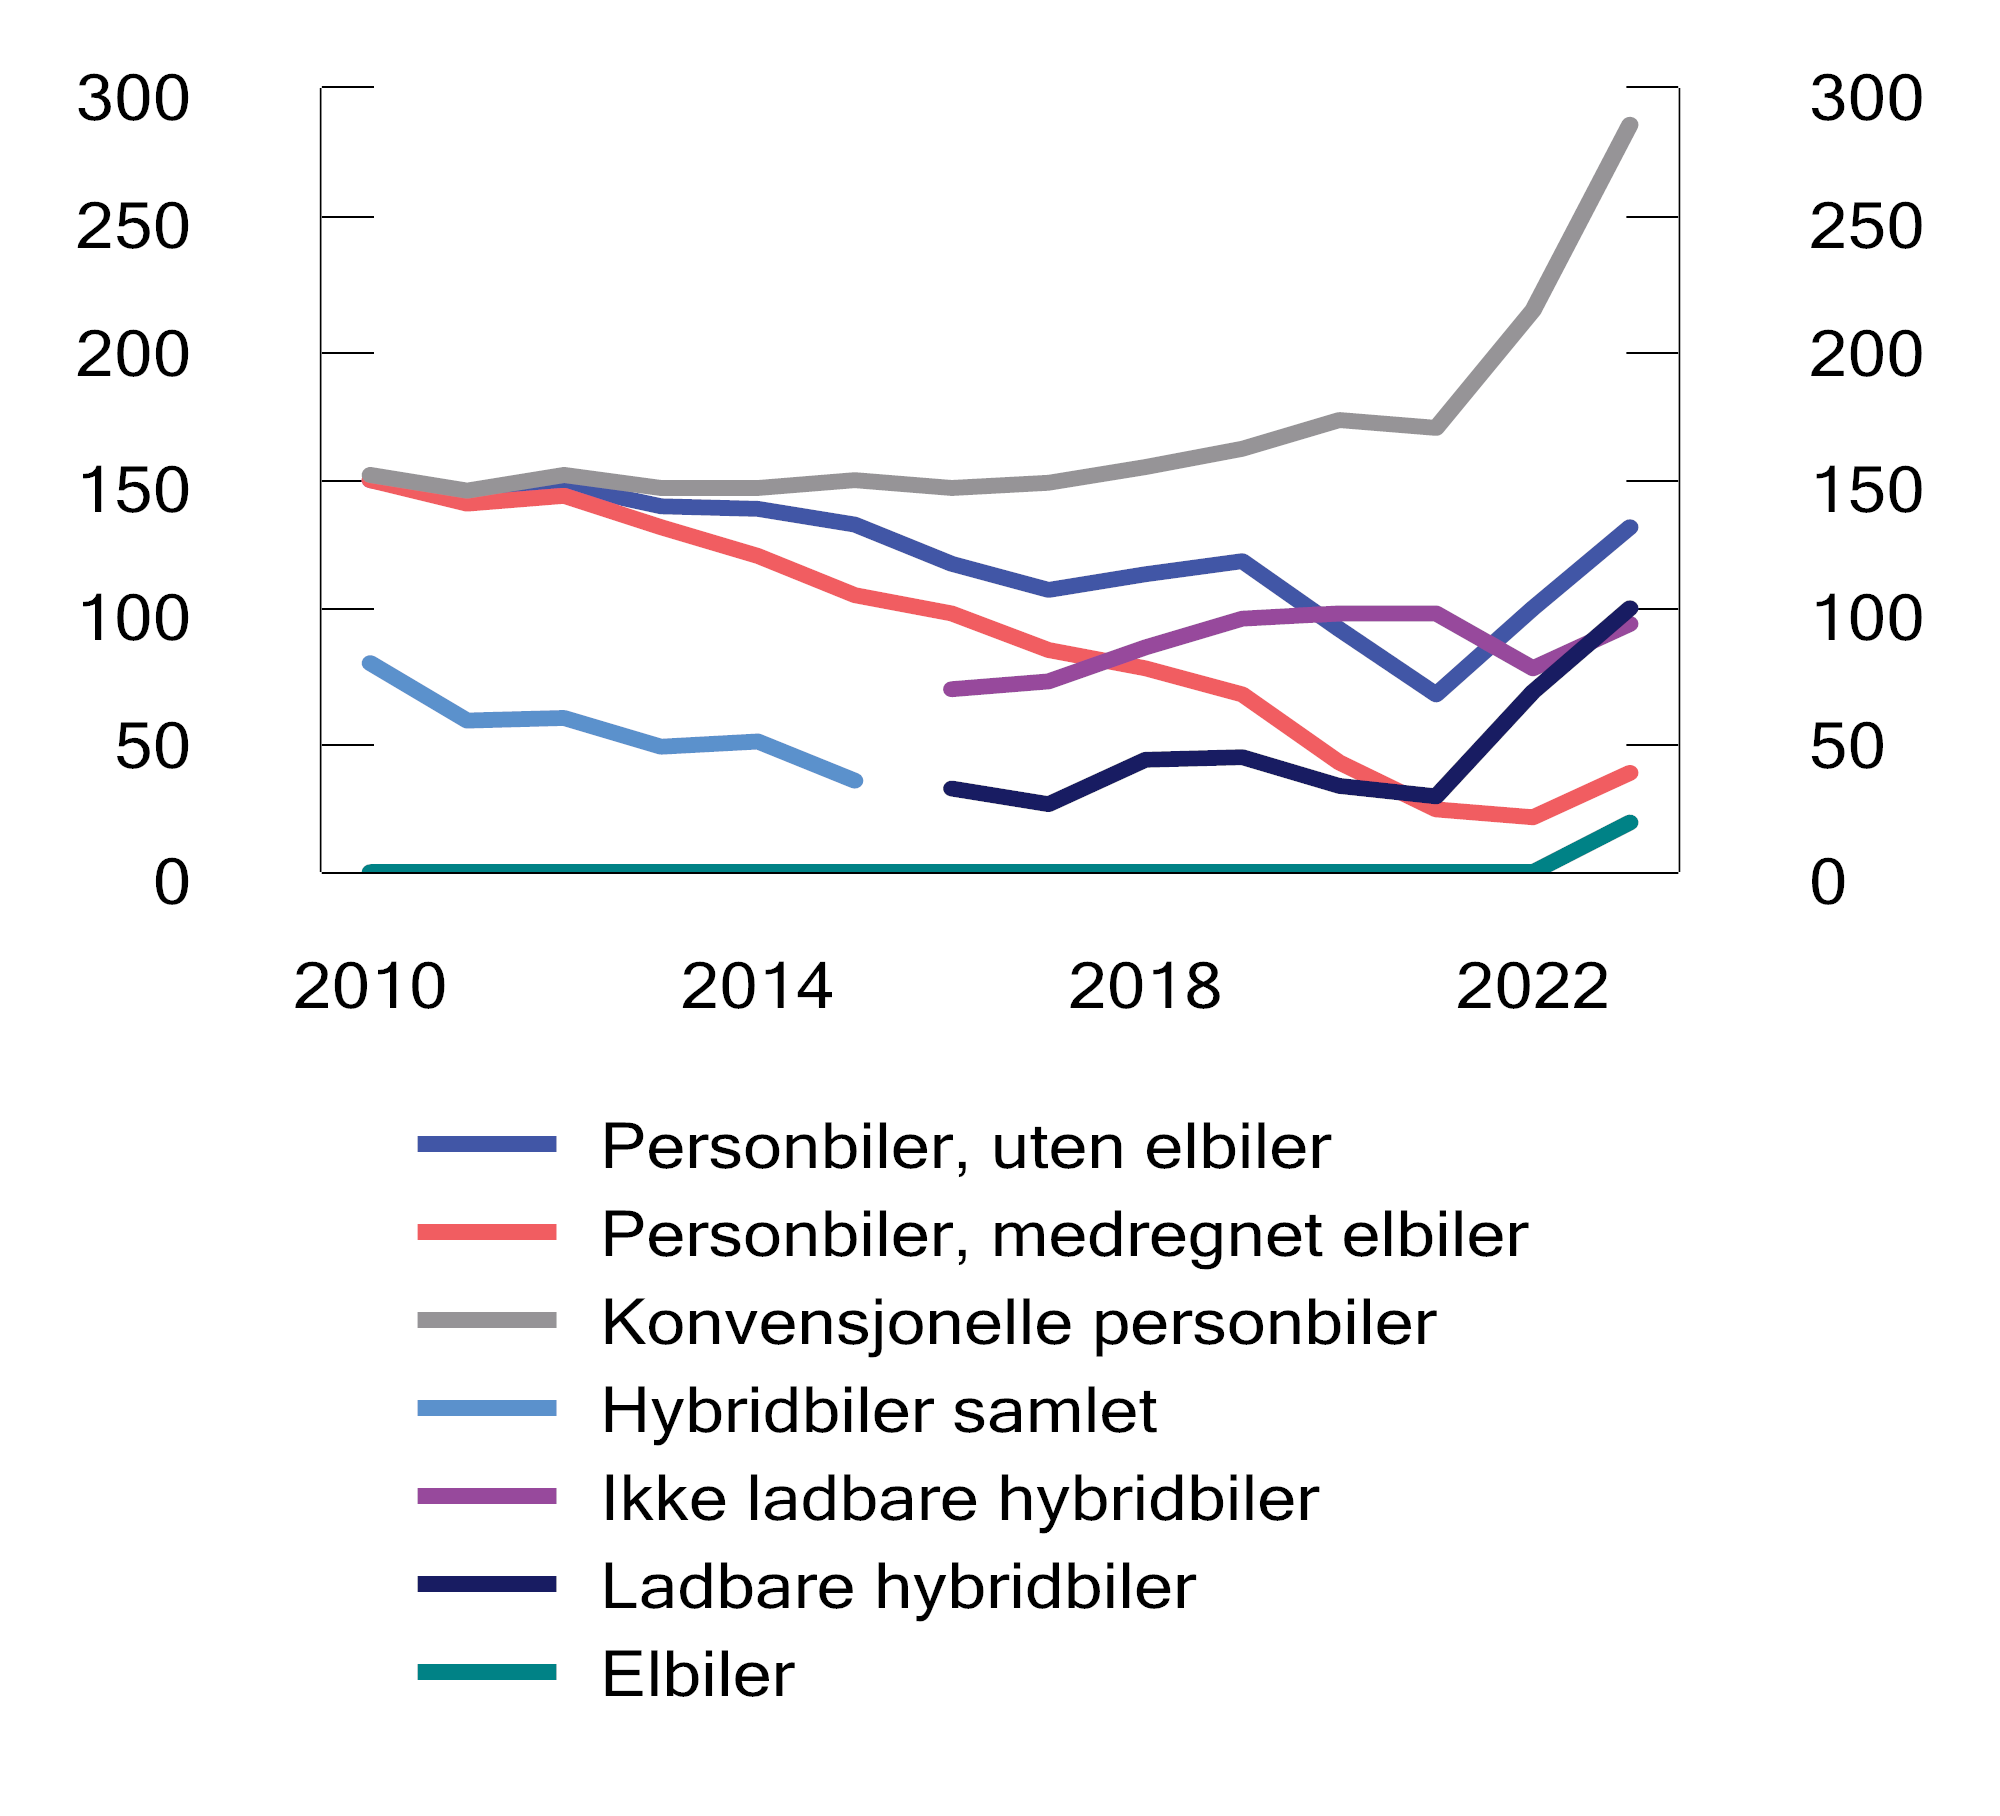 300 300
250 250
200 200
150 150
100 100
50 50
0 0
2010 2014 2018 2022
Personbiler, uten elbiler
Personbiler, medregnet elbiler
Konvensjonelle personbiler
Hybridbiler samlet
Ikke ladbare hybridbiler
Ladbare hybridbiler
Elbiler